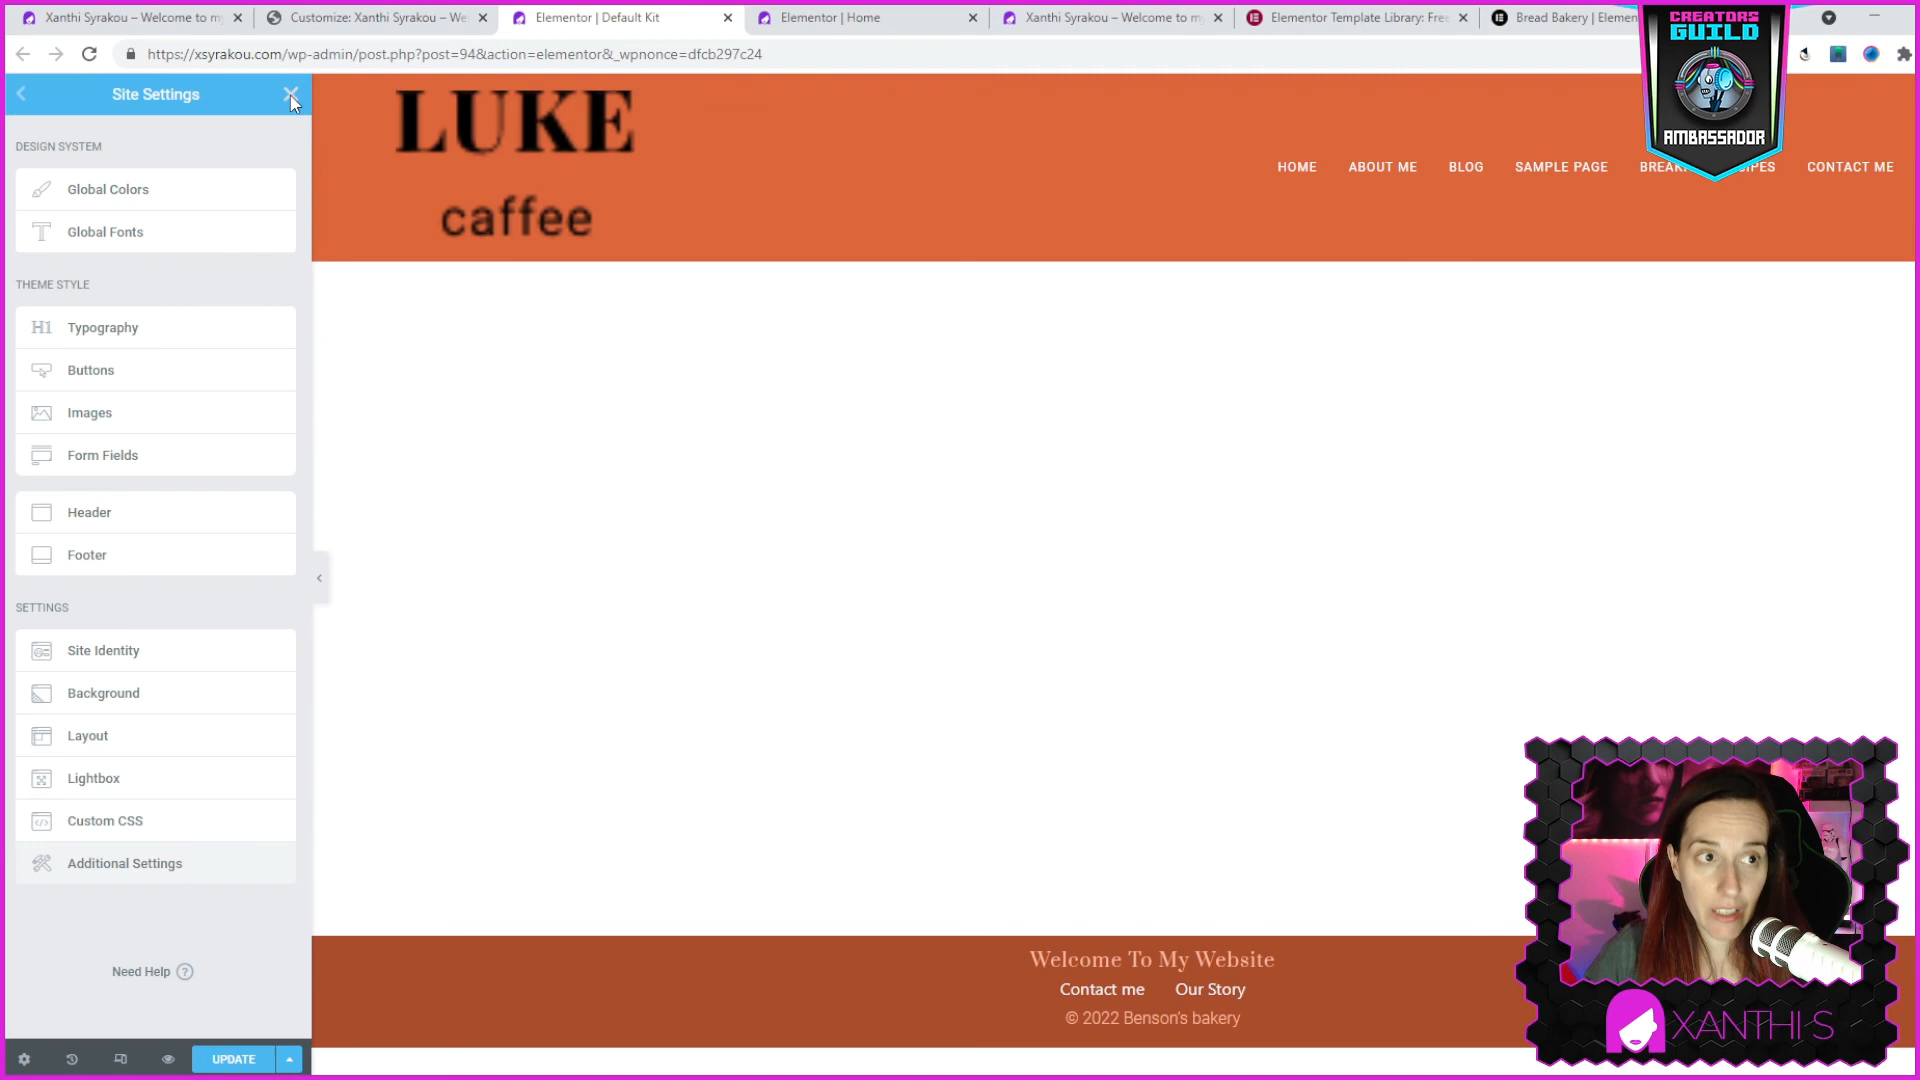 Xanthi Syrakou – Welcome to my
Customize: Xanthi Syrakou – We
Elementor | Default Kit
Elementor | Home
Xanthi Syrakou – Welcome to my
Elementor Template Library: Free
Bread Bakery | Elemen
https://xsyrakou.com/wp-admin/post.php?post=94&action=elementor&_wpnonce=dfcb297c24
CREATORS
GUILD
AMBASSADOR
Site Settings
DESIGN SYSTEM
Global Colors
Global Fonts
THEME STYLE
H1 Typography
Buttons
Images
Form Fields
Header
Footer
SETTINGS
Site Identity
Background
Layout
Lightbox
Custom CSS
Additional Settings
Need Help ?
UPDATE
LUKE
caffee
HOME ABOUT ME BLOG SAMPLE PAGE CONTACT ME
Welcome To My Website
Contact me Our Story
© 2022 Benson's bakery
XANTHI S